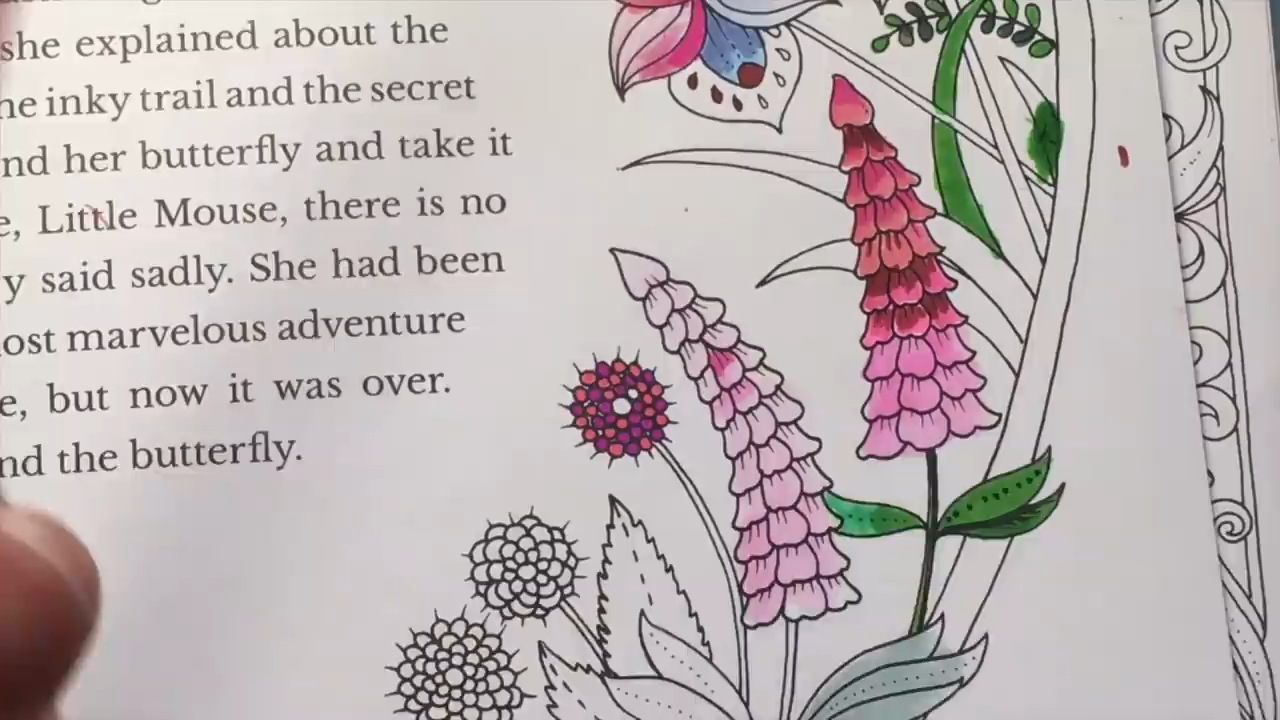 she explained about the
he inky trail and the secret
nd her butterfly and take it
e, Little Mouse, there is no
y said sadly. She had been
ost marvelous adventure
e, but now it was over.
nd the butterfly.